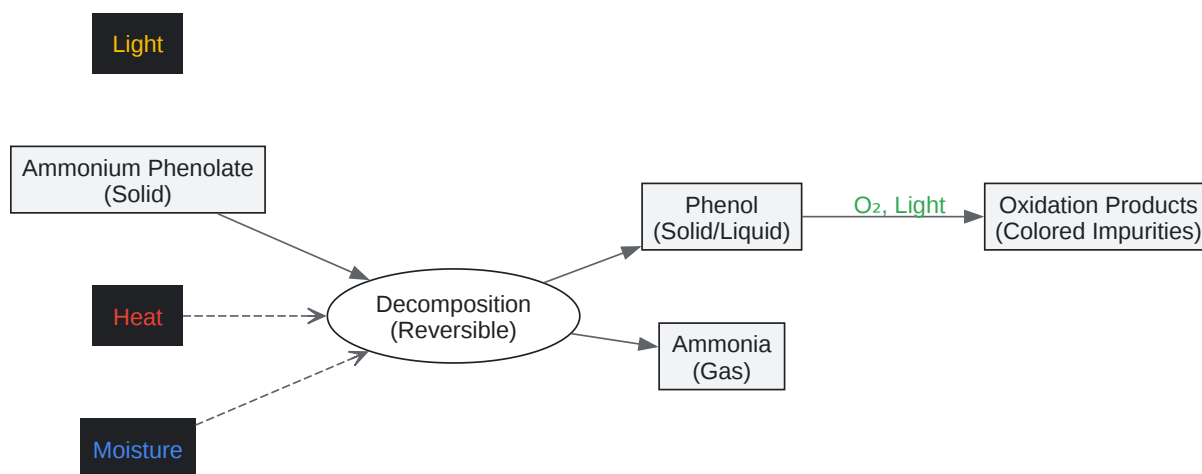 Light
Ammonium Phenolate
(Solid)
Heat
Moisture
Decomposition
(Reversible)
Phenol
(Solid/Liquid)
Ammonia
(Gas)
O₂, Light
Oxidation Products
(Colored Impurities)